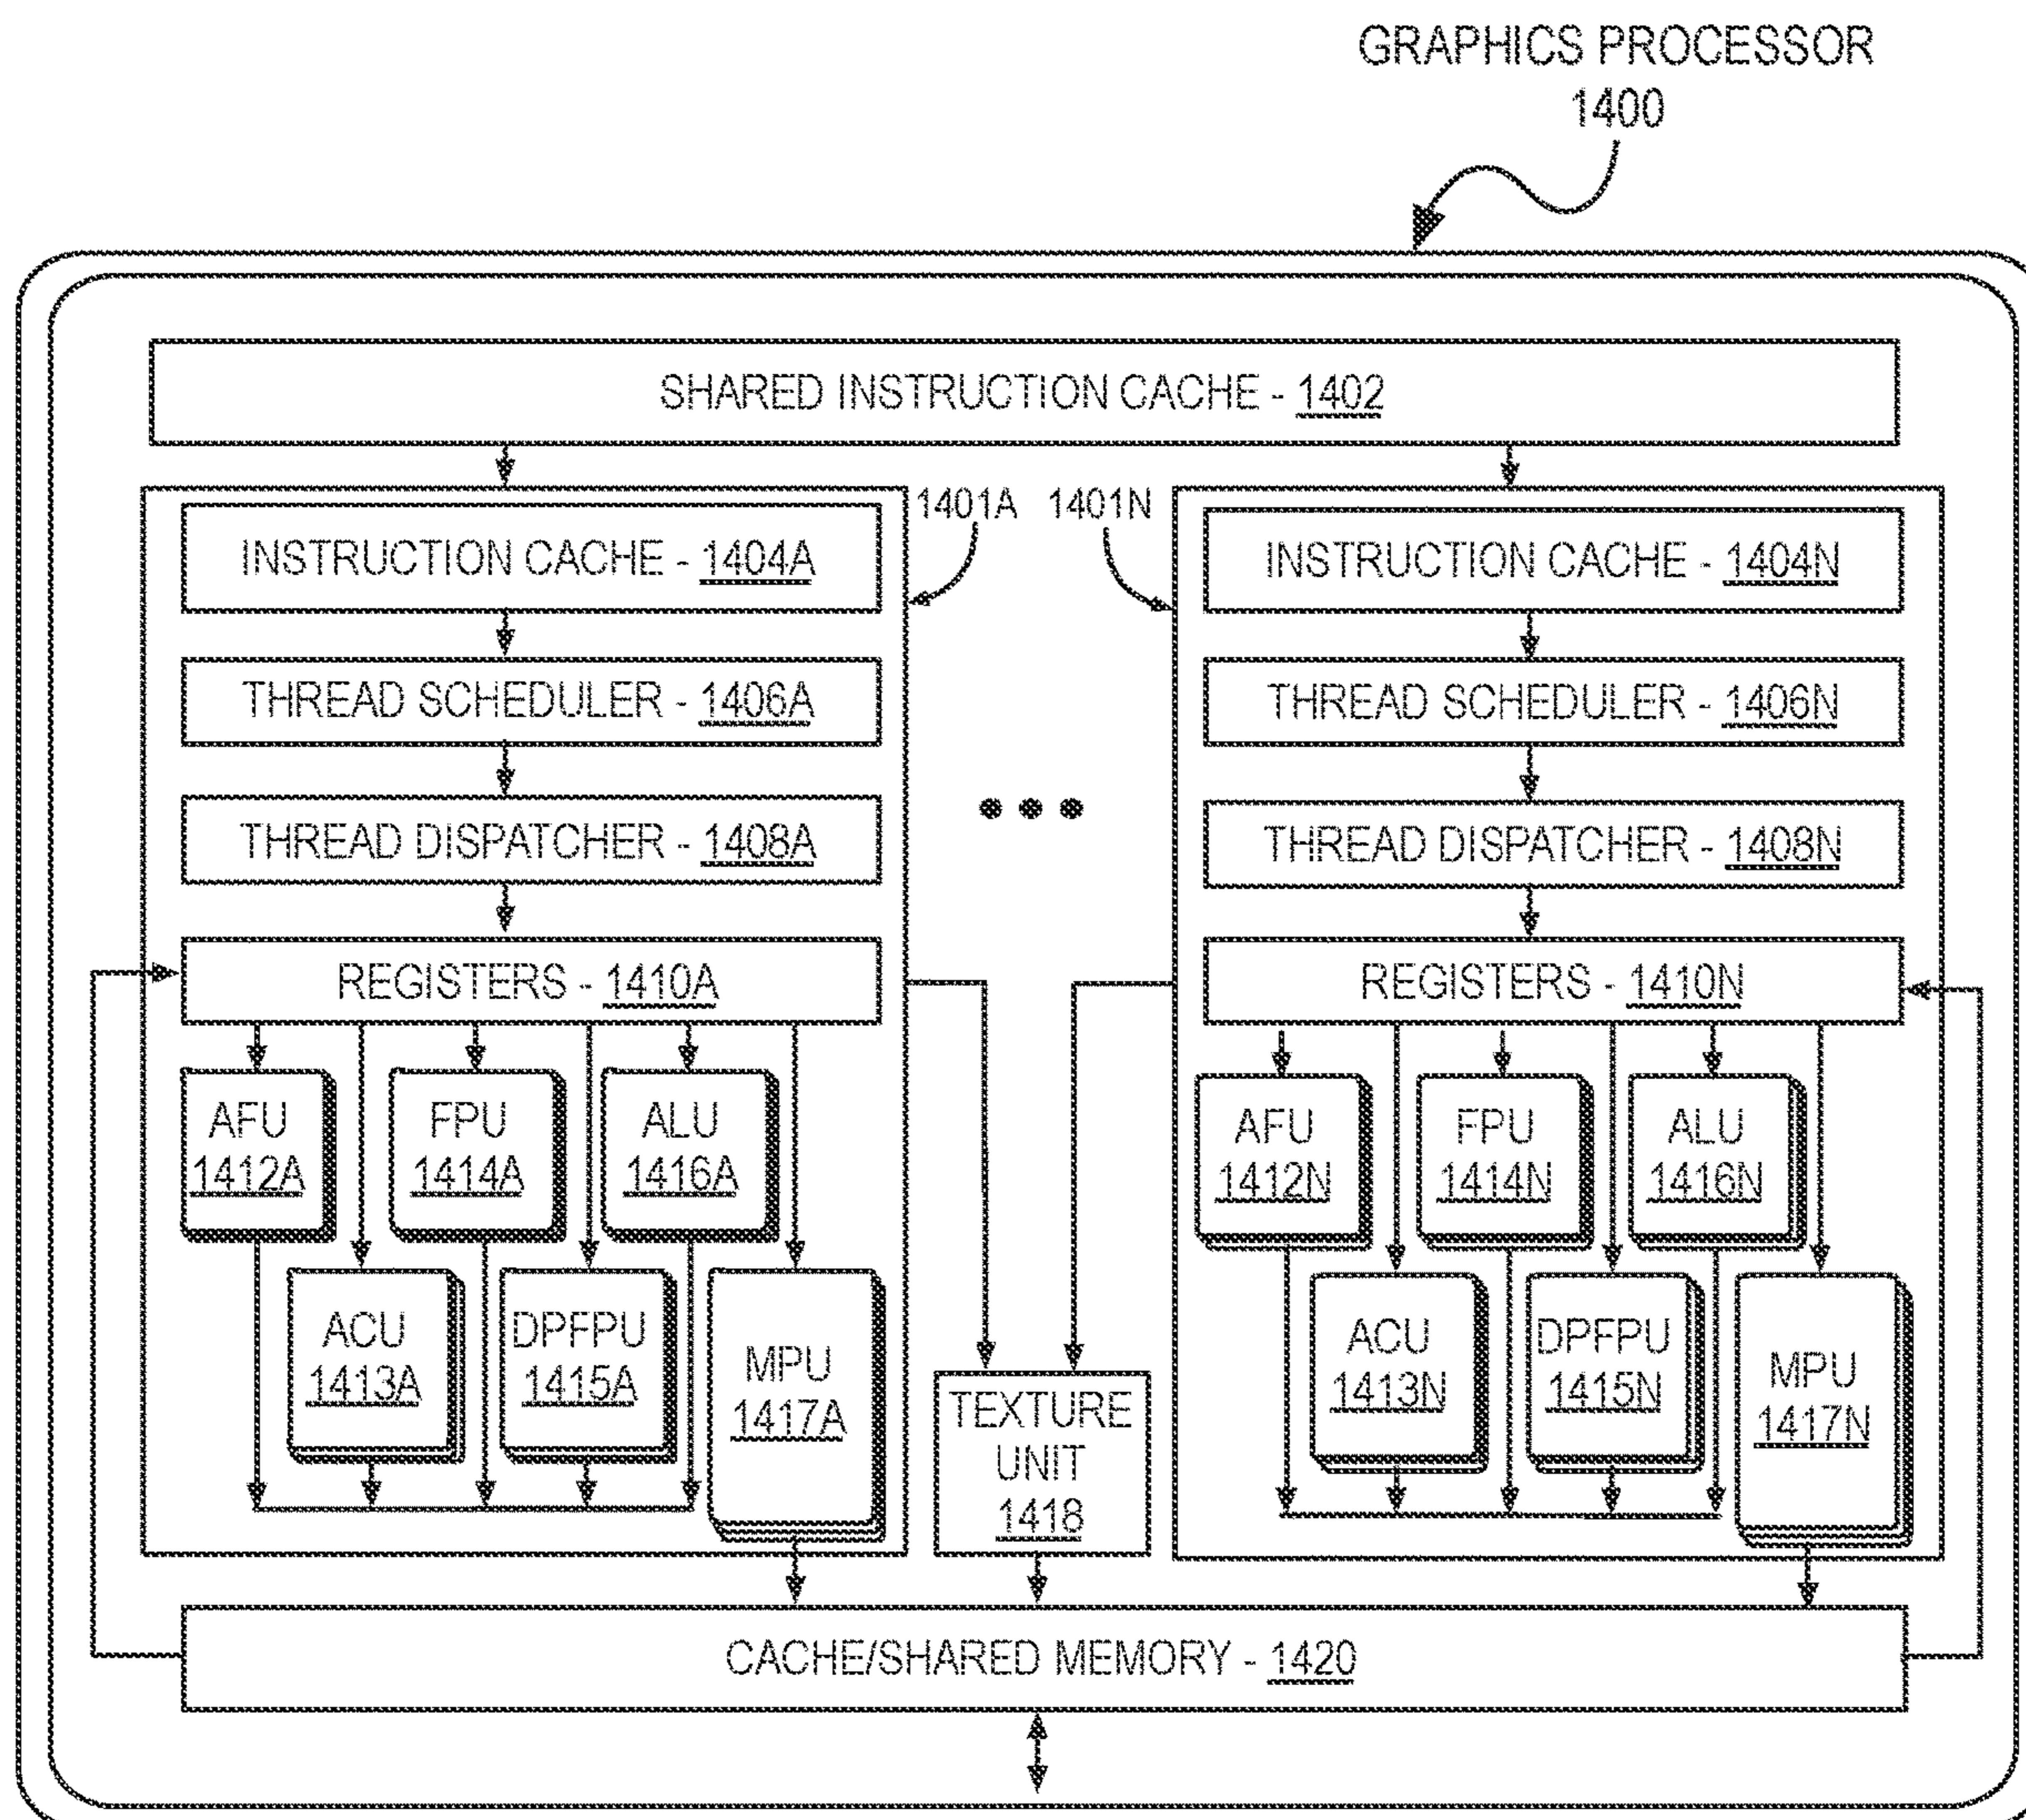 GRAPHICS PROCESSOR
1400
SHARED INSTRUCTION CACHE - 1402
1401A
1401N
INSTRUCTION CACHE - 1404A
THREAD SCHEDULER - 1406A
THREAD DISPATCHER - 1408A
REGISTERS - 1410A
AFU
1412A
FPU
1414A
ALU
1416A
ACU
1413A
DPFPU
1415A
MPU
1417A
TEXTURE
UNIT
1418
INSTRUCTION CACHE - 1404N
THREAD SCHEDULER - 1406N
THREAD DISPATCHER - 1408N
REGISTERS - 1410N
AFU
1412N
FPU
1414N
ALU
1416N
ACU
1413N
DPFPU
1415N
MPU
1417N
CACHE/SHARED MEMORY - 1420